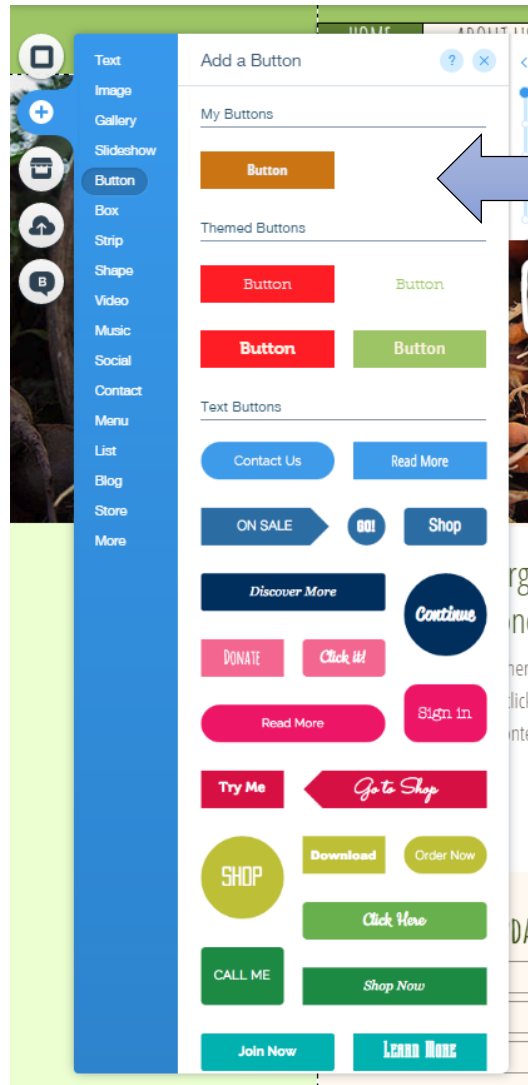 HOME ABOUT
Add a Button ? ×
Text
Image
Gallery
Slideshow
Button
Box
Strip
Shape
Video
Music
Social
Contact
Menu
List
Blog
Store
More
B
My Buttons
Button
Themed Buttons
Button Button
Button Button
Text Buttons
Contact Us Read More
ON SALE GO! Shop
Discover More
Continue
DONATE Click it!
Read More
Sign in
Try Me Go to Shop
SHOP
Download Order Now
Click Here
CALL ME
Shop Now
Join Now LEARN MORE